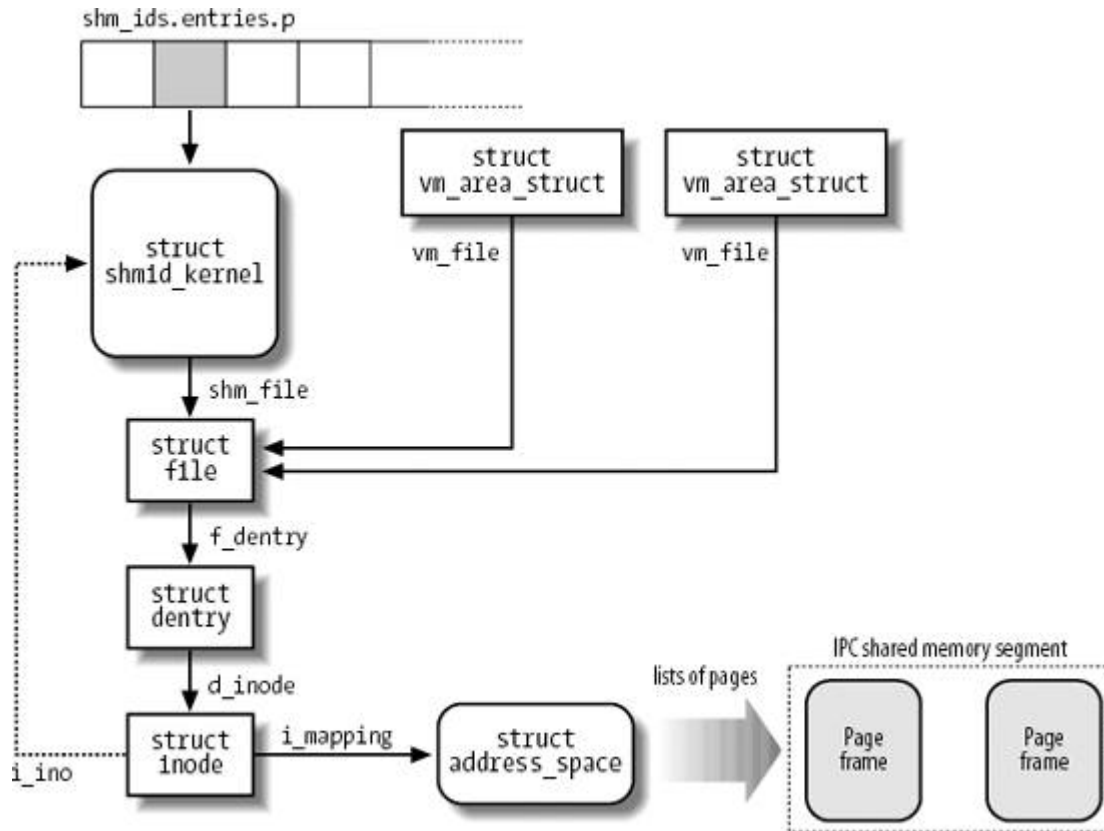 shm_ids.entries.p
struct
vm_area_struct
struct
vm_area_struct
struct
shmid_kernel
vm_file
vm_file
shm_file
struct
file
f_dentry
struct
dentry
d_inode
struct
inode
i_ino
i_mapping
struct
address_space
lists of pages
IPC shared memory segment
Page
frame
Page
frame